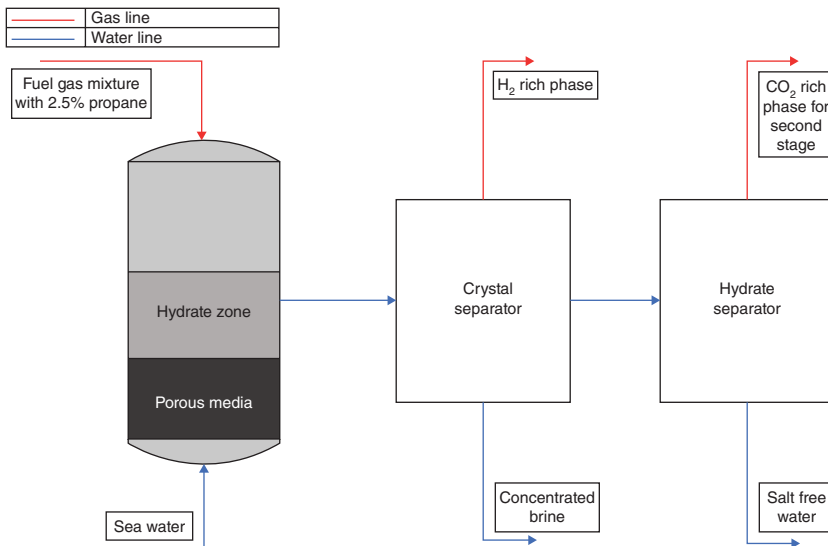 Gas line
Water line
Fuel gas mixture
with 2.5% propane
H₂ rich phase
CO₂ rich
phase for
second
stage
Hydrate zone
Crystal
separator
Hydrate
separator
Porous media
Sea water
Concentrated
brine
Salt free
water